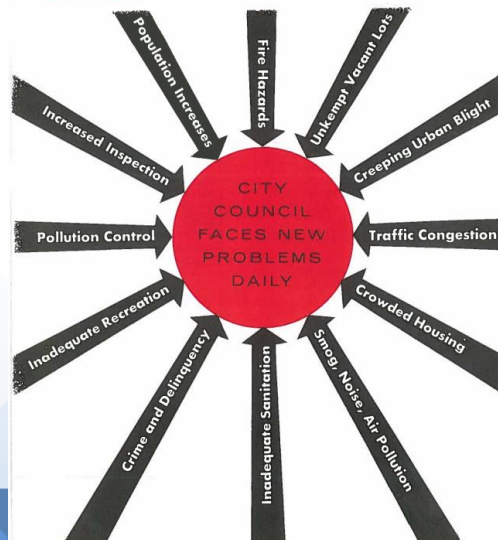 Population Increases
Fire Hazards
Unkempt Vacant Lots
Increased Inspection
Creeping Urban Blight
CITY
COUNCIL
FACES NEW
PROBLEMS
DAILY
Pollution Control
Traffic Congestion
Inadequate Recreation
Crowded Housing
Crime and Delinquency
Inadequate Sanitation
Smog, Noise, Air Pollution